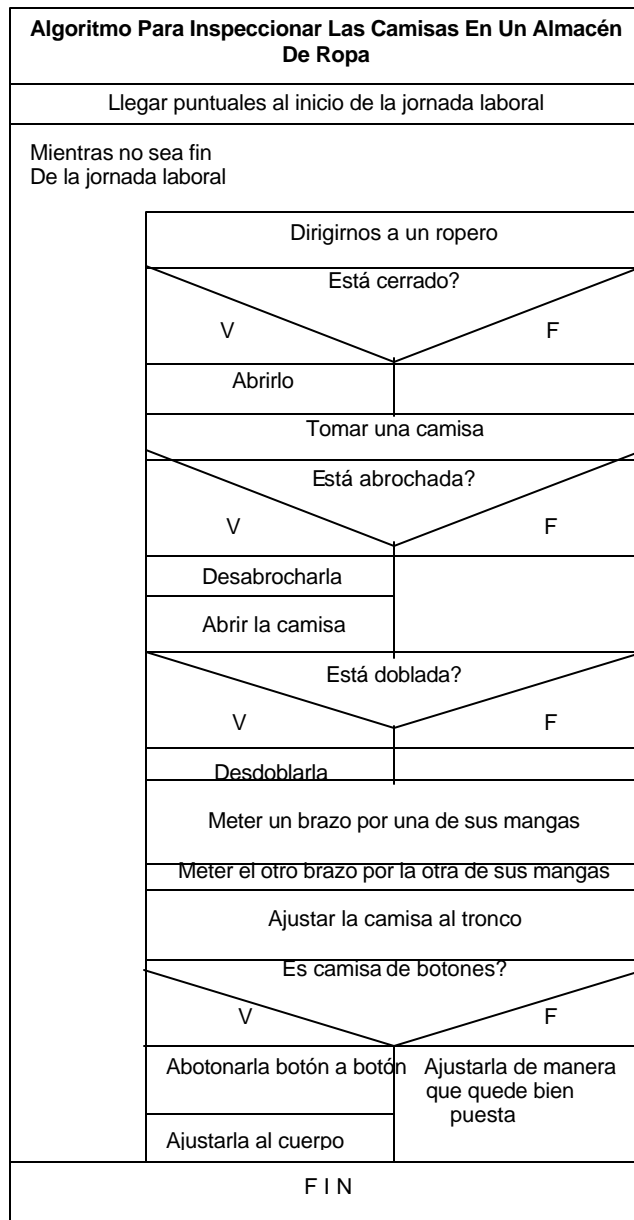 Algoritmo Para Inspeccionar Las Camisas En Un Almacén
De Ropa
Llegar puntuales al inicio de la jornada laboral
Mientras no sea fin
De la jornada laboral
Dirigirnos a un ropero
Está cerrado?
V F
Abrirlo
Tomar una camisa
Está abrochada?
V F
Desabrocharla
Abrir la camisa
Está doblada?
V F
Desdoblarla
Meter un brazo por una de sus mangas
Meter el otro brazo por la otra de sus mangas
Ajustar la camisa al tronco
Es camisa de botones?
V F
Abotonarla botón a botón
Ajustarla al cuerpo
Ajustarla de manera
que quede bien
puesta
F I N